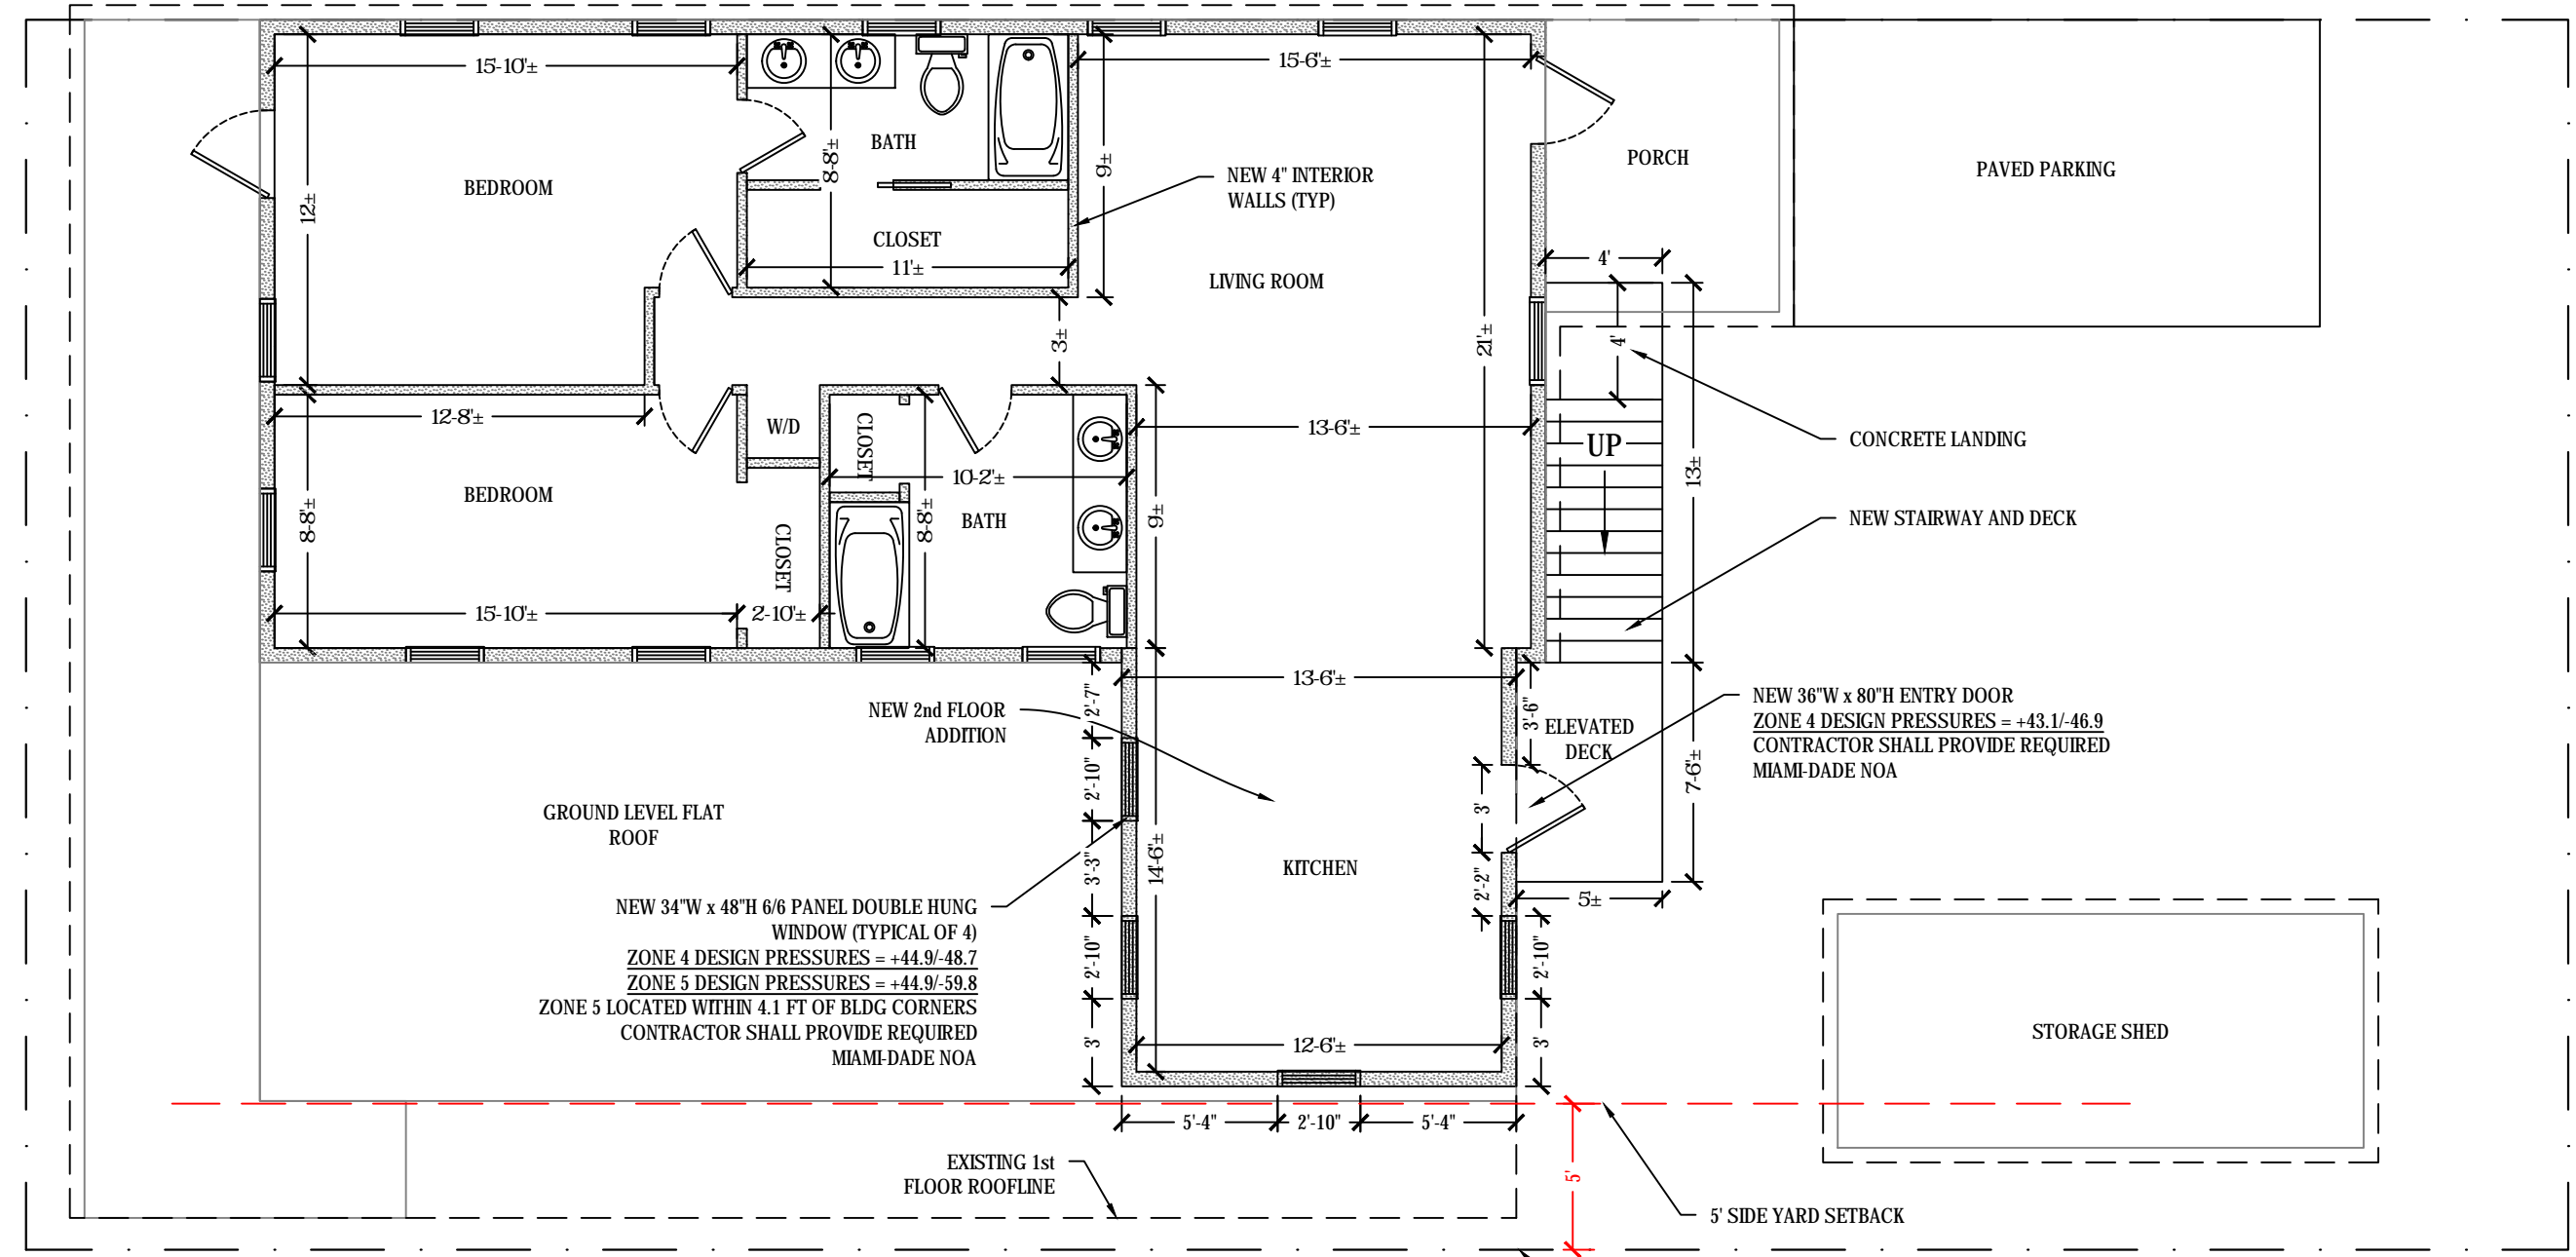 15-10"±
BEDROOM
12'±
BATH
8-8"±
CLOSET
11'±
9'±
15-6"±
NEW 4" INTERIOR
WALLS (TYP)
LIVING ROOM
21'±
3'±
PORCH
PAVED PARKING
4'
4'
UP
13'±
CONCRETE LANDING
NEW STAIRWAY AND DECK
12-8"±
W/D
CLOSET
10-2"±
BEDROOM
8-8"±
CLOSET
8-8"±
BATH
9'±
13-6"±
15-10"±
2-10"±
13-6"±
NEW 2nd FLOOR
ADDITION
2'-7"
2'-10"
3'-3"
2'-10"
3'
14'-6"±
KITCHEN
3'-6"
ELEVATED
DECK
3'
2'-2"
7-6"±
5'±
2'-10"
3'
NEW 36"W x 80"H ENTRY DOOR
ZONE 4 DESIGN PRESSURES = +43.1/-46.9
CONTRACTOR SHALL PROVIDE REQUIRED
MIAMI-DADE NOA
GROUND LEVEL FLAT
ROOF
NEW 34"W x 48"H 6/6 PANEL DOUBLE HUNG
WINDOW (TYPICAL OF 4)
ZONE 4 DESIGN PRESSURES = +44.9/-48.7
ZONE 5 DESIGN PRESSURES = +44.9/-59.8
ZONE 5 LOCATED WITHIN 4.1 FT OF BLDG CORNERS
CONTRACTOR SHALL PROVIDE REQUIRED
MIAMI-DADE NOA
12-6"±
STORAGE SHED
5'-4"
2'-10"
5'-4"
EXISTING 1st
FLOOR ROOFLINE
5'
5' SIDE YARD SETBACK